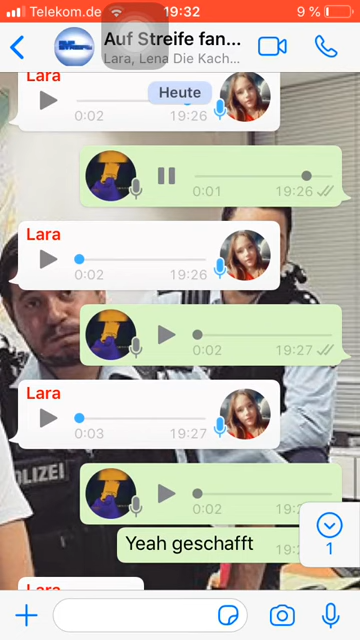 Telekom.de 19:32 9 %
Auf Streife fan...
Lara, Lena Die Kach...
Lara
Heute
0:02 19:26
0:01 19:26
Lara
0:02 19:26
0:02 19:27
Lara
0:03 19:27
OLIZEI
0:02
Yeah geschafft
1
Lara